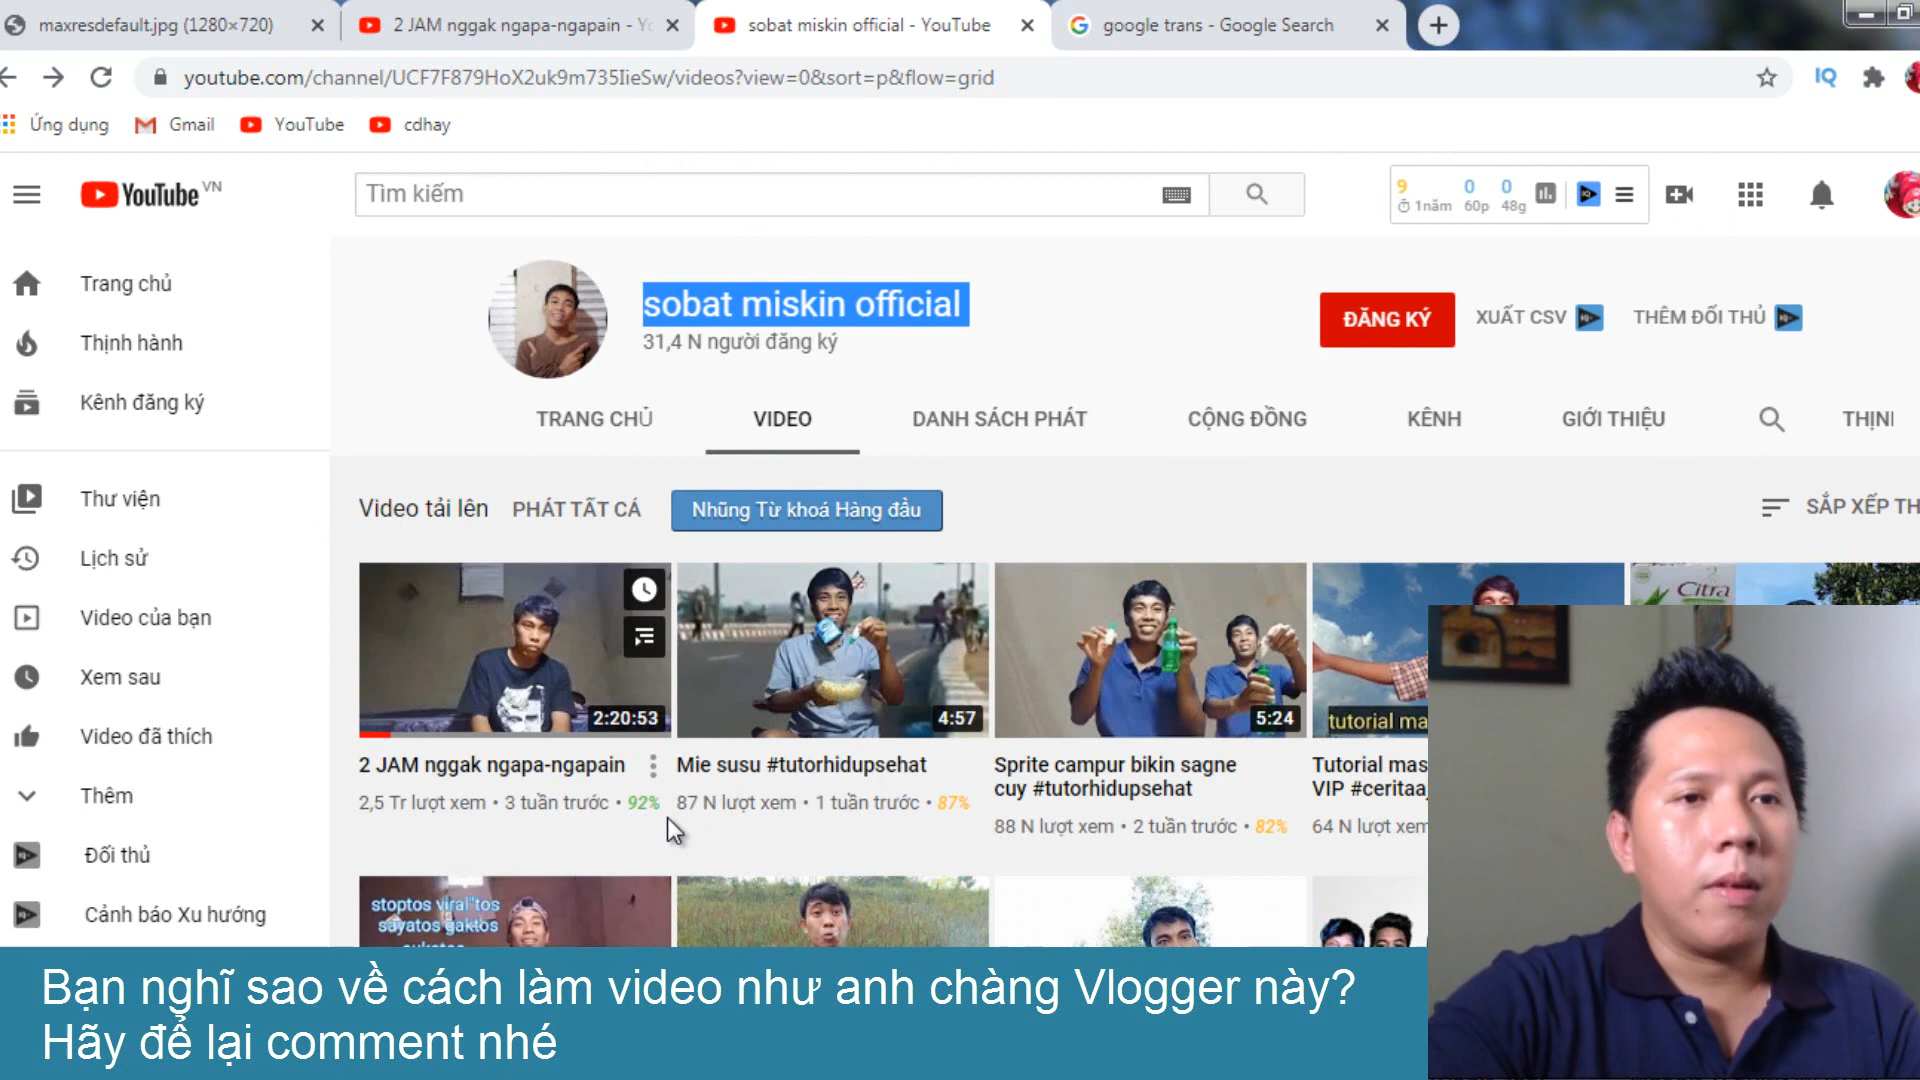 maxresdefault.jpg (1280×720)
2 JAM nggak ngapa-ngapain - Yo
sobat miskin official - YouTube
google trans - Google Search
youtube.com/channel/UCF7F879HoX2uk9m735IieSw/videos?view=0&sort=p&flow=grid
IQ
Ứng dụng
Gmail
YouTube
cdhay
YouTube VN
Tìm kiếm
9 0 0
1năm 60p 48g
Trang chủ
Thịnh hành
Kênh đăng ký
Thư viện
Lịch sử
Video của bạn
Xem sau
Video đã thích
Thêm
Đối thủ
Cảnh báo Xu hướng
sobat miskin official
31,4 N người đăng ký
ĐĂNG KÝ
XUẤT CSV
THÊM ĐỐI THỦ
TRANG CHỦ
VIDEO
DANH SÁCH PHÁT
CỘNG ĐỒNG
KÊNH
GIỚI THIỆU
THỊNH
Video tải lên
PHÁT TẤT CẢ
Những Từ khoá Hàng đầu
SẮP XẾP TH
2:20:53
4:57
5:24
tutorial ma
Citra
2 JAM nggak ngapa-ngapain
2,5 Tr lượt xem • 3 tuần trước • 92%
Mie susu #tutorhidupsehat
87 N lượt xem • 1 tuần trước • 87%
Sprite campur bikin sagne
cuy #tutorhidupsehat
88 N lượt xem • 2 tuần trước • 82%
Tutorial mas
VIP #ceritaa
64 N lượt xem
stoptos viral"tos
sayatos gaktos
Bạn nghĩ sao về cách làm video như anh chàng Vlogger này?
Hãy để lại comment nhé